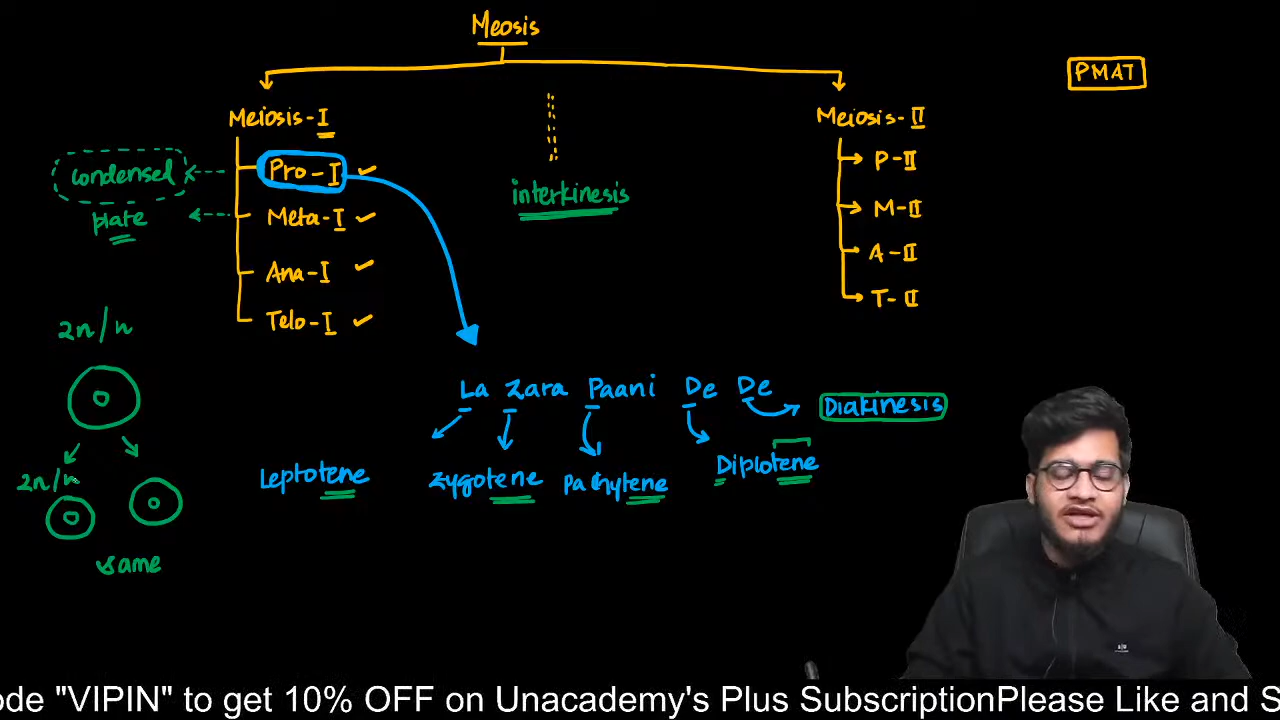 Meosis
PMAT
Meiosis-I
Meiosis-II
condensed
Pro-I
P-II
interkinesis
plate
Meta-I
M-II
Ana-I
A-II
Telo-I
T-II
2n/n
La Zara Paani De De
Diakinesis
Leptotene
Zygotene
Pachytene
Diplotene
2n/n
same
ode "VIPIN" to get 10% OFF on Unacademy's Plus SubscriptionPlease Like and S